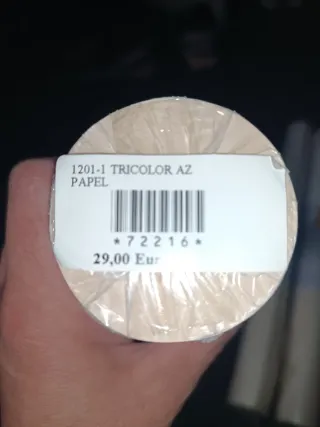 1201-1 TRICOLOR AZ
PAPEL
*72216*
29,00 Eur